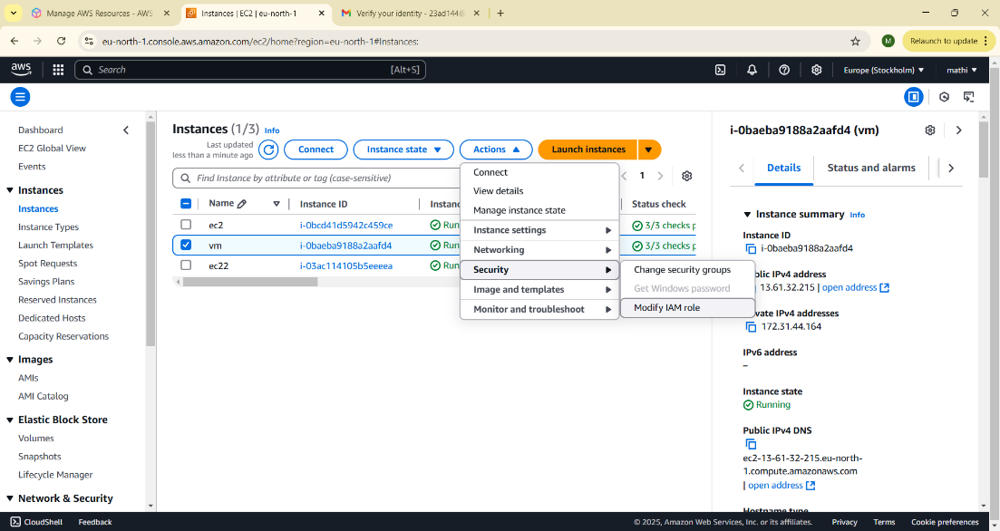 Manage AWS Resources - AWS
Instances | EC2 | eu-north-1
Verify your identity - 23ad144@
eu-north-1.console.aws.amazon.com/ec2/home?region=eu-north-1#Instances:
M
Relaunch to update
aws
Search
[Alt+S]
Europe (Stockholm)
mathi
Dashboard
EC2 Global View
Events
Instances
Instances
Instance Types
Launch Templates
Spot Requests
Savings Plans
Reserved Instances
Dedicated Hosts
Capacity Reservations
Images
AMIs
AMI Catalog
Elastic Block Store
Volumes
Snapshots
Lifecycle Manager
Network & Security
Instances (1/3) Info
Last updated
less than a minute ago
Connect
Instance state
Actions
Launch instances
Find Instance by attribute or tag (case-sensitive)
1
Name
Instance ID
Status check
ec2 i-0bcd41d5942c459ce 3/3 checks
vm i-0baeba9188a2aafd4 3/3 checks
ec22 i-03ac114105b5eeeea
Connect
View details
Manage instance state
Instance settings
Networking
Security
Image and templates
Monitor and troubleshoot
Change security groups
Get Windows password
Modify IAM role
i-0baeba9188a2aafd4 (vm)
Details
Status and alarms
Instance summary Info
Instance ID
i-0baeba9188a2aafd4
IPv4 address
13.61.32.215 | open address
IPv4 addresses
172.31.44.164
IPv6 address
–
Instance state
Running
Public IPv4 DNS
ec2-13-61-32-215.eu-north-
1.compute.amazonaws.com
| open address
Hostname type
CloudShell
Feedback
© 2025, Amazon Web Services, Inc. or its affiliates.
Privacy
Terms
Cookie preferences